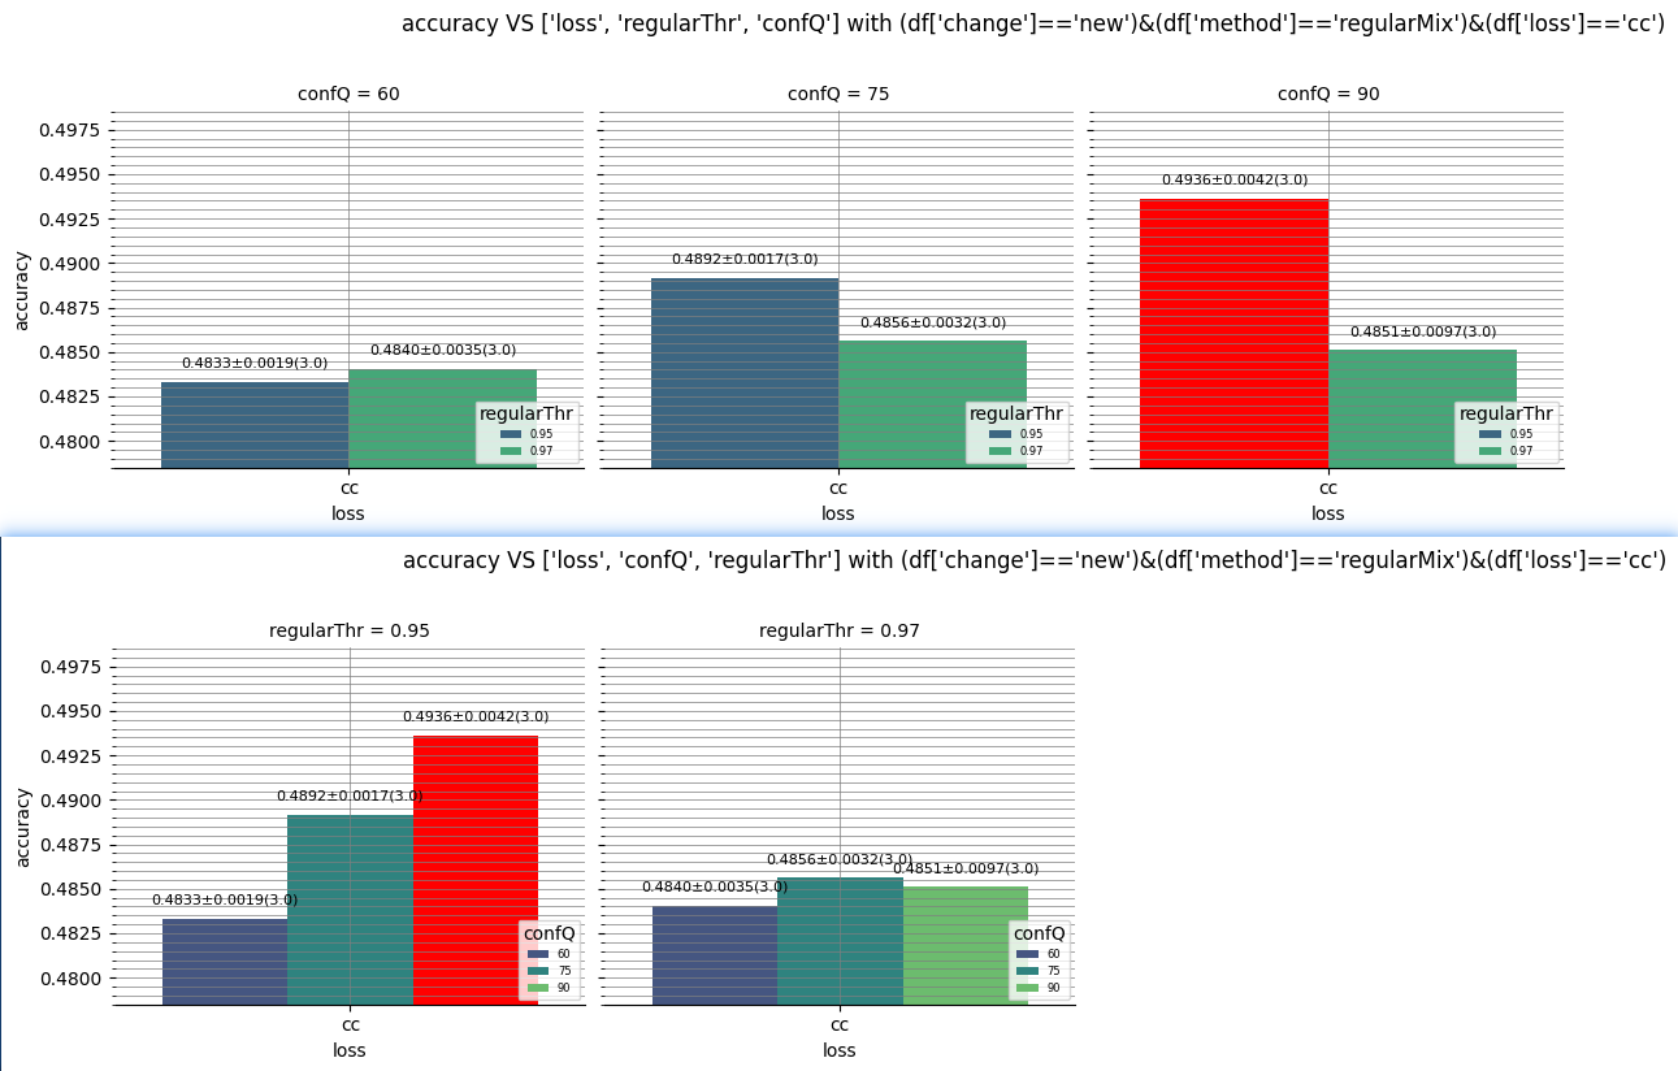 accuracy VS ['loss', 'regularThr', 'confQ'] with (df['change']=='new')&(df['method']=='regularMix')&(df['loss']=='cc')
confQ = 60
confQ = 75
confQ = 90
accuracy
0.4975
0.4950
0.4925
0.4900
0.4875
0.4850
0.4825
0.4800
0.4833±0.0019(3.0)
0.4840±0.0035(3.0)
regularThr
0.95
0.97
cc
loss
0.4892±0.0017(3.0)
0.4856±0.0032(3.0)
regularThr
0.95
0.97
cc
loss
0.4936±0.0042(3.0)
0.4851±0.0097(3.0)
regularThr
0.95
0.97
cc
loss
accuracy VS ['loss', 'confQ', 'regularThr'] with (df['change']=='new')&(df['method']=='regularMix')&(df['loss']=='cc')
regularThr = 0.95
regularThr = 0.97
accuracy
0.4975
0.4950
0.4925
0.4900
0.4875
0.4850
0.4825
0.4800
0.4833±0.0019(3.0)
0.4892±0.0017(3.0)
0.4936±0.0042(3.0)
confQ
60
75
90
cc
loss
0.4840±0.0035(3.0)
0.4856±0.0032(3.0)
0.4851±0.0097(3.0)
confQ
60
75
90
cc
loss